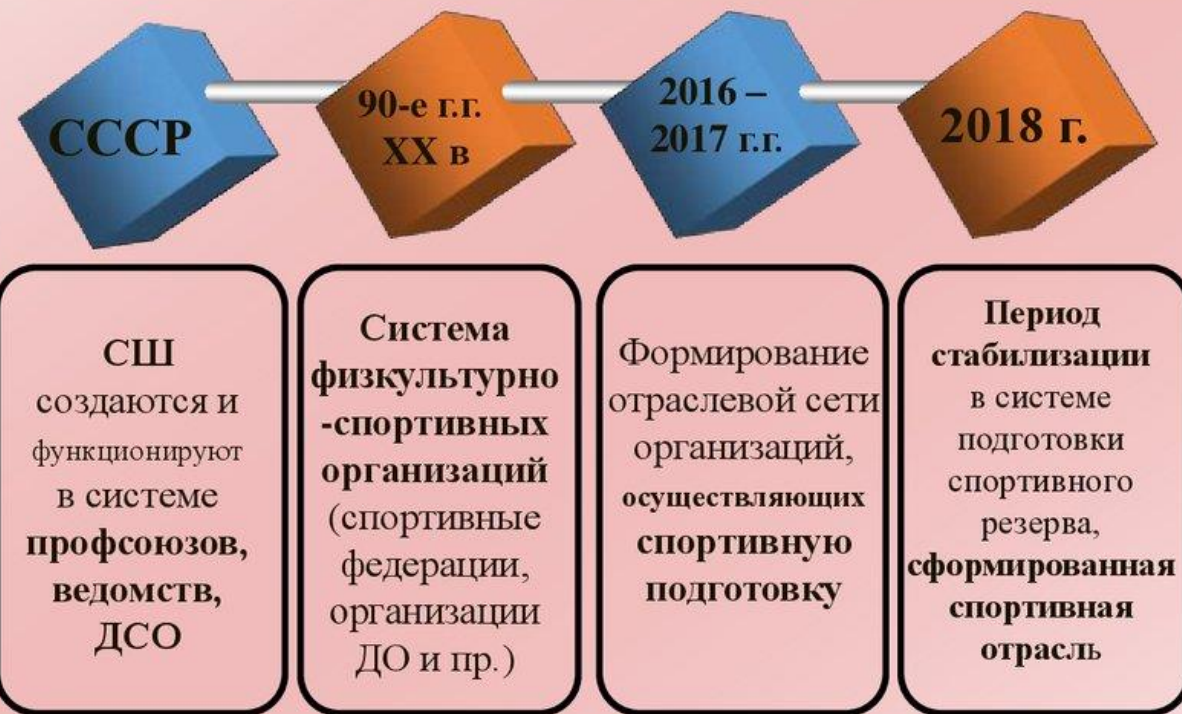 СССР
90-е г.г.
XX в
2016 –
2017 г.г.
2018 г.
СШ
создаются и
функционируют
в системе
профсоюзов,
ведомств,
ДСО
Система
физкультурно
-спортивных
организаций
(спортивные
федерации,
организации
ДО и пр.)
Формирование
отраслевой сети
организаций,
осуществляющих
спортивную
подготовку
Период
стабилизации
в системе
подготовки
спортивного
резерва,
сформированная
спортивная
отрасль